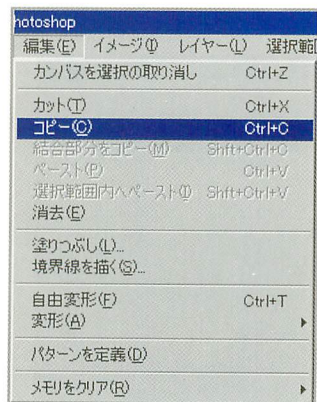 hotoshop
編集(E) イメージ(I) レイヤー(L) 選択範
カンバスを選択の取り消し Ctrl+Z
カット(T) Ctrl+X
コピー(C) Ctrl+C
結合部分をコピー(M) Shft+Ctrl+C
ペースト(P) Ctrl+V
選択範囲内へペースト(I) Shft+Ctrl+V
消去(E)
塗りつぶし(L)...
境界線を描く(S)...
自由変形(F) Ctrl+T
変形(A)
パターンを定義(D)
メモリをクリア(R)